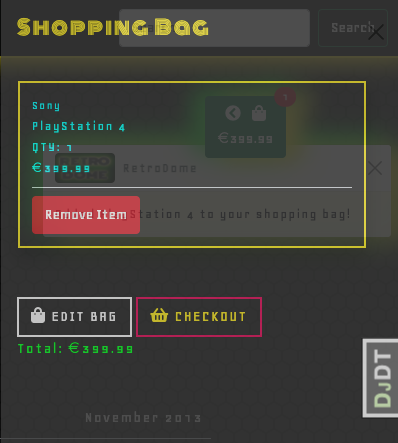 Shopping Bag
Search
Sony
PlayStation 4
QTY: 1
€399.99
1
€399.99
RetroDome
Remove Item
Station 4 to your shopping bag!
EDIT BAG
CHECKOUT
Total: €399.99
DJDT
November 2013